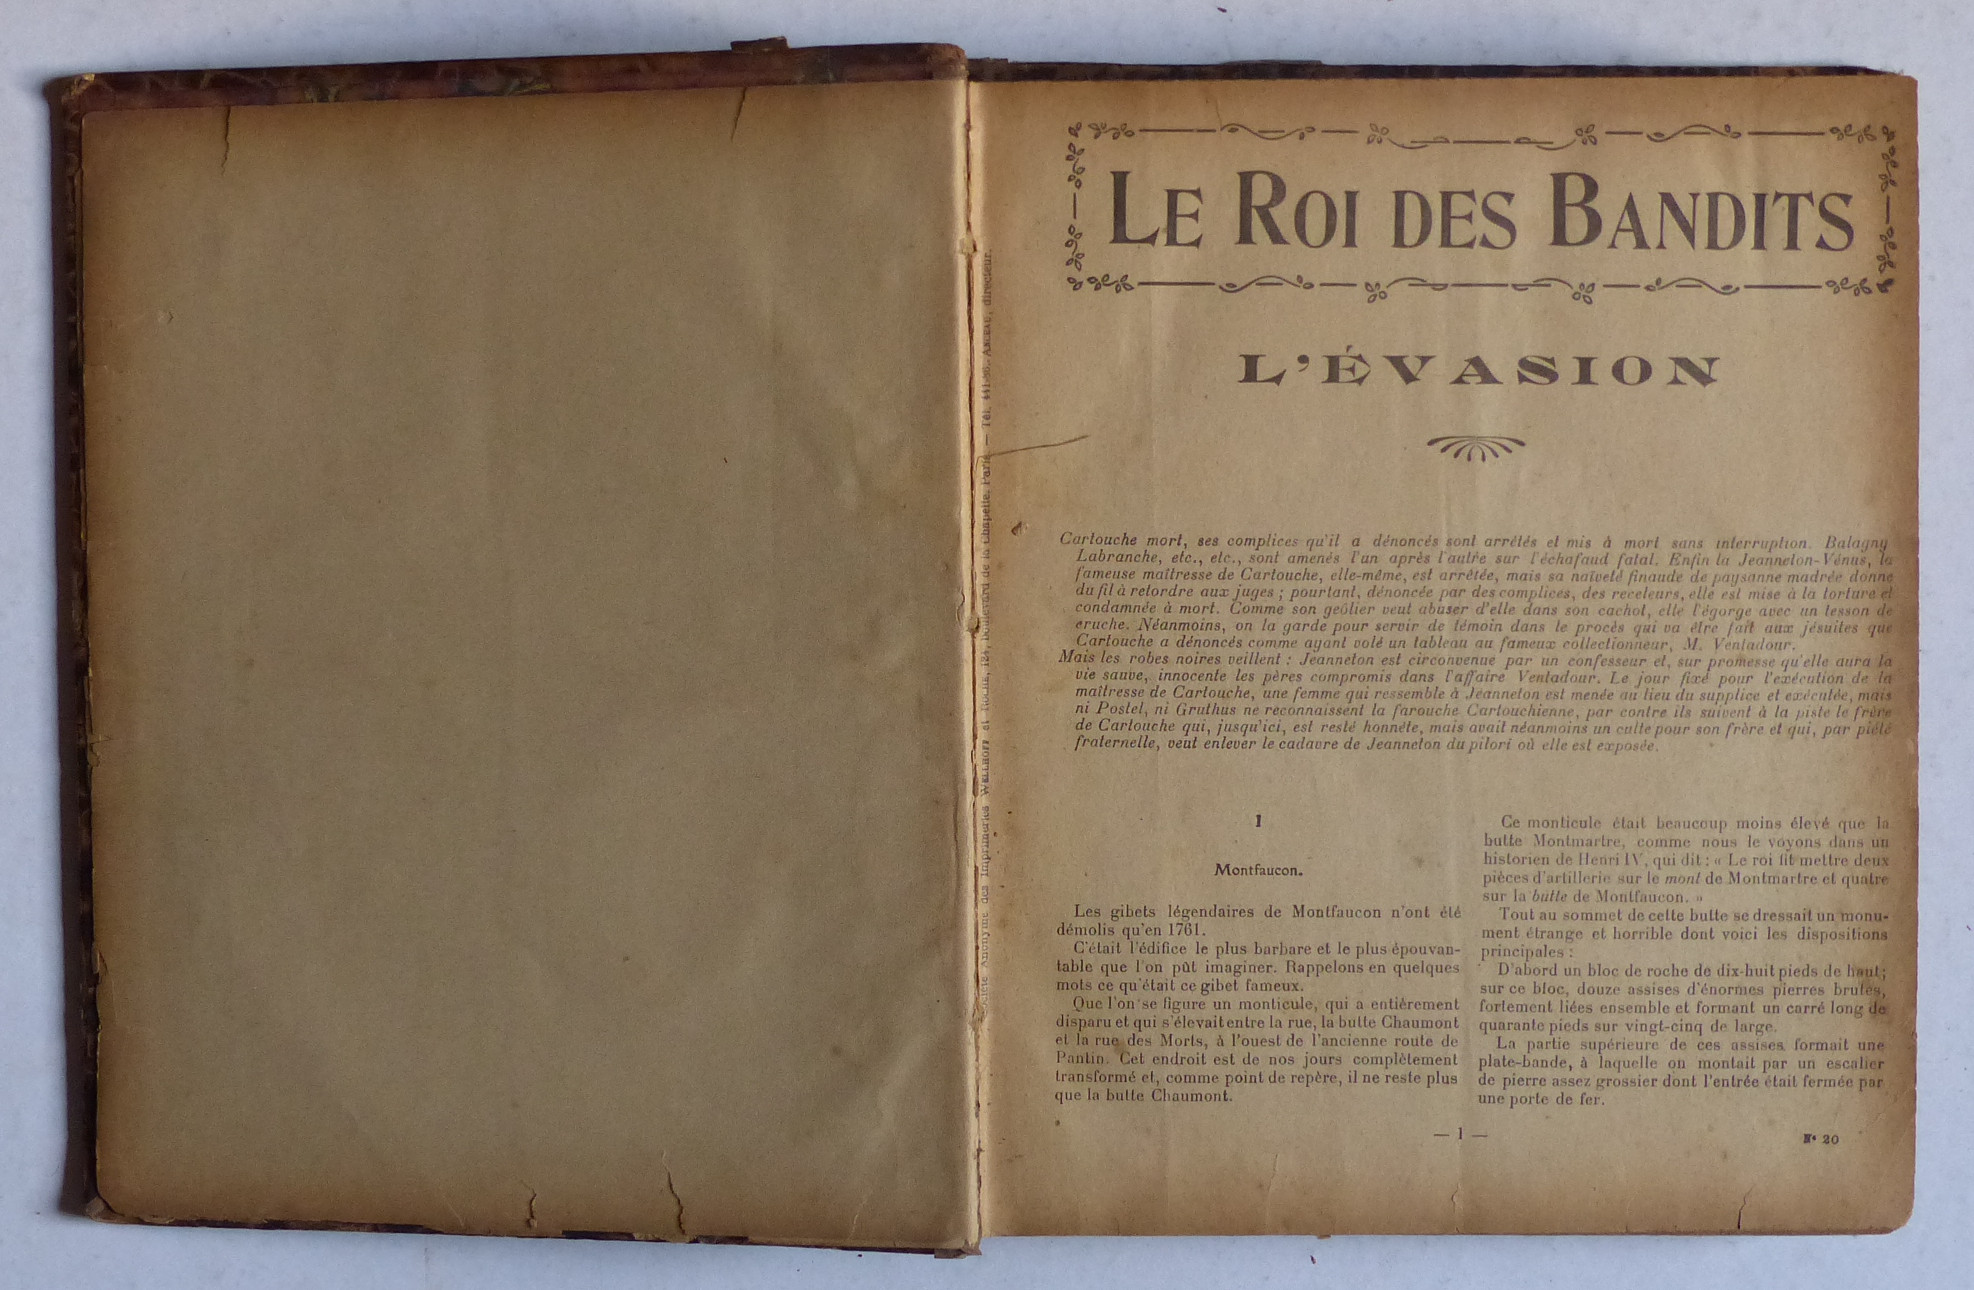 Société Anonyme des Imprimeries WELLHOFF et ROCHE, 124, boulevard de la Chapelle, Paris. — Tél. 441-86. ANCEAU, directeur.
LE ROI DES BANDITS
L'ÉVASION
Cartouche mort, ses complices qu'il a dénoncés sont arrêtés et mis à mort sans interruption. Balagny
Labranche, etc., etc., sont amenés l'un après l'autre sur l'échafaud fatal. Enfin la Jeanneton-Vénus, la
fameuse maîtresse de Cartouche, elle-même, est arrêtée, mais sa naïveté finaude de paysanne madrée donne
du fil à retordre aux juges ; pourtant, dénoncée par des complices, des receleurs, elle est mise à la torture et
condamnée à mort. Comme son geôlier veut abuser d'elle dans son cachot, elle l'égorge avec un tesson de
cruche. Néanmoins, on la garde pour servir de témoin dans le procès qui va être fait aux jésuites que
Cartouche a dénoncés comme ayant volé un tableau au fameux collectionneur, M. Ventadour.
Mais les robes noires veillent : Jeanneton est circonvenue par un confesseur et, sur promesse qu'elle aura la
vie sauve, innocente les pères compromis dans l'affaire Ventadour. Le jour fixé pour l'exécution de la
maîtresse de Cartouche, une femme qui ressemble à Jeanneton est menée au lieu du supplice et exécutée, mais
ni Postel, ni Gruthus ne reconnaissent la farouche Cartouchienne, par contre ils suivent à la piste le frère
de Cartouche qui, jusqu'ici, est resté honnête, mais avait néanmoins un culte pour son frère et qui, par piété
fraternelle, veut enlever le cadavre de Jeanneton du pilori où elle est exposée.
I
Montfaucon.
Les gibets légendaires de Montfaucon n'ont été
démolis qu'en 1761.
C'était l'édifice le plus barbare et le plus épouvan-
table que l'on pût imaginer. Rappelons en quelques
mots ce qu'était ce gibet fameux.
Que l'on se figure un monticule, qui a entièrement
disparu et qui s'élevait entre la rue, la butte Chaumont
et la rue des Morts, à l'ouest de l'ancienne route de
Pantin. Cet endroit est de nos jours complètement
transformé et, comme point de repère, il ne reste plus
que la butte Chaumont.
Ce monticule était beaucoup moins élevé que la
butte Montmartre, comme nous le voyons dans un
historien de Henri IV, qui dit : « Le roi fit mettre deux
pièces d'artillerie sur le mont de Montmartre et quatre
sur la butte de Montfaucon. »
Tout au sommet de cette butte se dressait un monu-
ment étrange et horrible dont voici les dispositions
principales :
D'abord un bloc de roche de dix-huit pieds de haut ;
sur ce bloc, douze assises d'énormes pierres brutes,
fortement liées ensemble et formant un carré long de
quarante pieds sur vingt-cinq de large.
La partie supérieure de ces assises formait une
plate-bande, à laquelle on montait par un escalier
de pierre assez grossier dont l'entrée était fermée par
une porte de fer.
— 1 —
N° 20